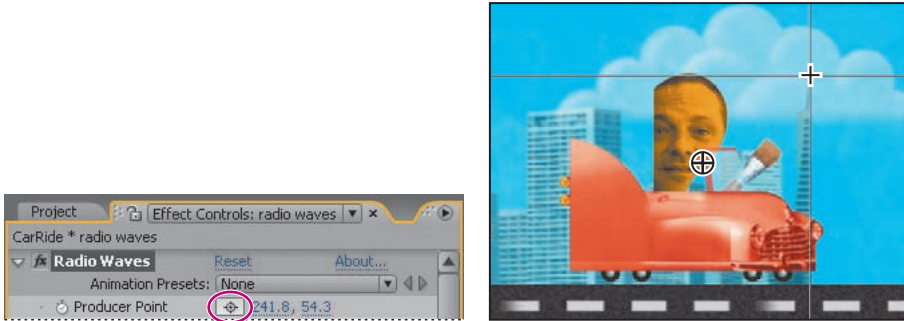 Project
Effect Controls: radio waves
CarRide * radio waves
fx Radio Waves Reset About...
Animation Presets: None
Producer Point 241.8, 54.3